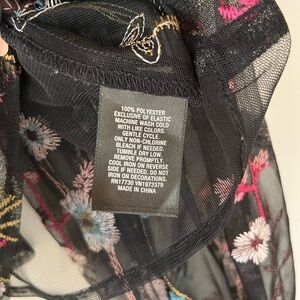 100% POLYESTER
EXCLUSIVE OF ELASTIC
MACHINE WASH COLD
WITH LIKE COLORS.
GENTLE CYCLE.
ONLY NON-CHLORINE
BLEACH IF NEEDED.
TUMBLE DRY LOW.
REMOVE PROMPTLY.
COOL IRON ON REVERSE
SIDE IF NEEDED. DO NOT
IRON ON DECORATIONS.
RN17730 VN1973379
MADE IN CHINA